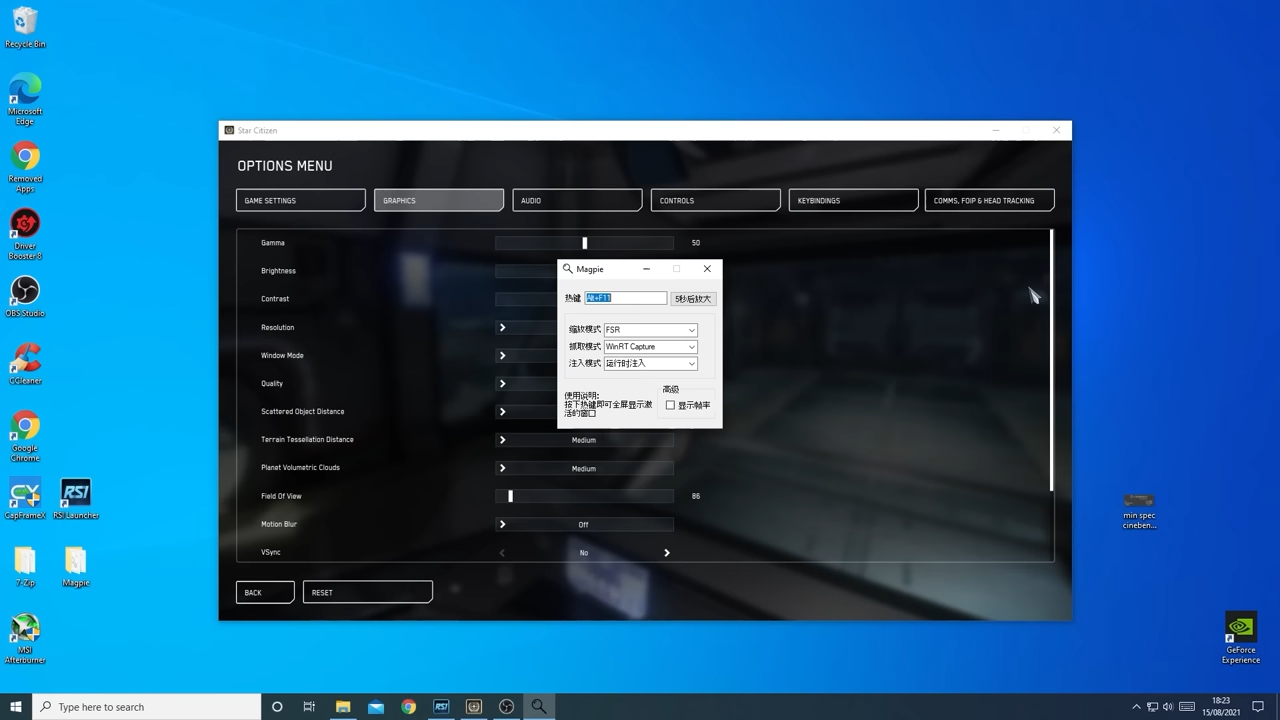 Recycle Bin
Microsoft
Edge
Removed
Apps
Driver
Booster 8
OBS Studio
CCleaner
Google
Chrome
CapFrameX
RSI Launcher
7-Zip
Magpie
MSI
Afterburner
Star Citizen
OPTIONS MENU
GAME SETTINGS
GRAPHICS
AUDIO
CONTROLS
KEYBINDINGS
COMMS, FOIP & HEAD TRACKING
Gamma
50
Brightness
Contrast
Resolution
Window Mode
Quality
Scattered Object Distance
Terrain Tessellation Distance
Medium
Planet Volumetric Clouds
Medium
Field Of View
86
Motion Blur
Off
VSync
No
BACK
RESET
Magpie
热键
Alt+F11
5秒后放大
缩放模式
FSR
抓取模式
WinRT Capture
注入模式
运行时注入
使用说明:
按下热键即可全屏显示激
活的窗口
高级
显示帧率
min spec
cineben...
GeForce
Experience
RSI
Type here to search
18:23
15/08/2021